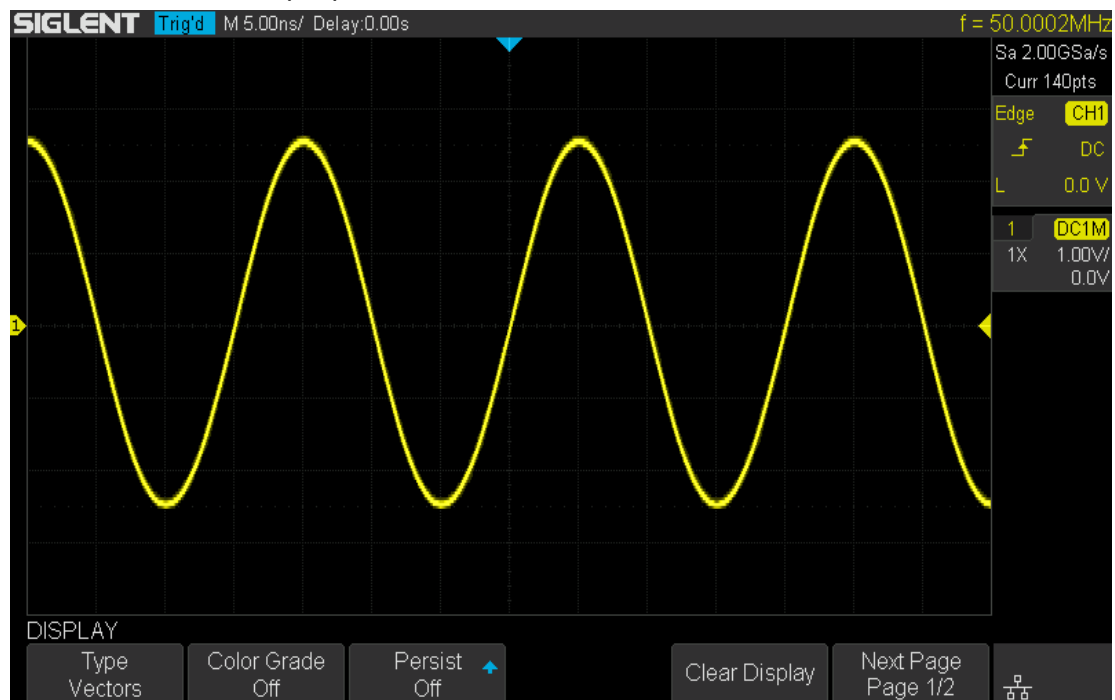 SIGLENT Trig'd M 5.00ns/ Delay:0.00s f = 50.0002MHz
Sa 2.00GSa/s
Curr 140pts
Edge CH1
DC
L 0.0 V
1 DC1M
1X 1.00V/
0.0V
1
DISPLAY
Type
Vectors
Color Grade
Off
Persist
Off
Clear Display
Next Page
Page 1/2